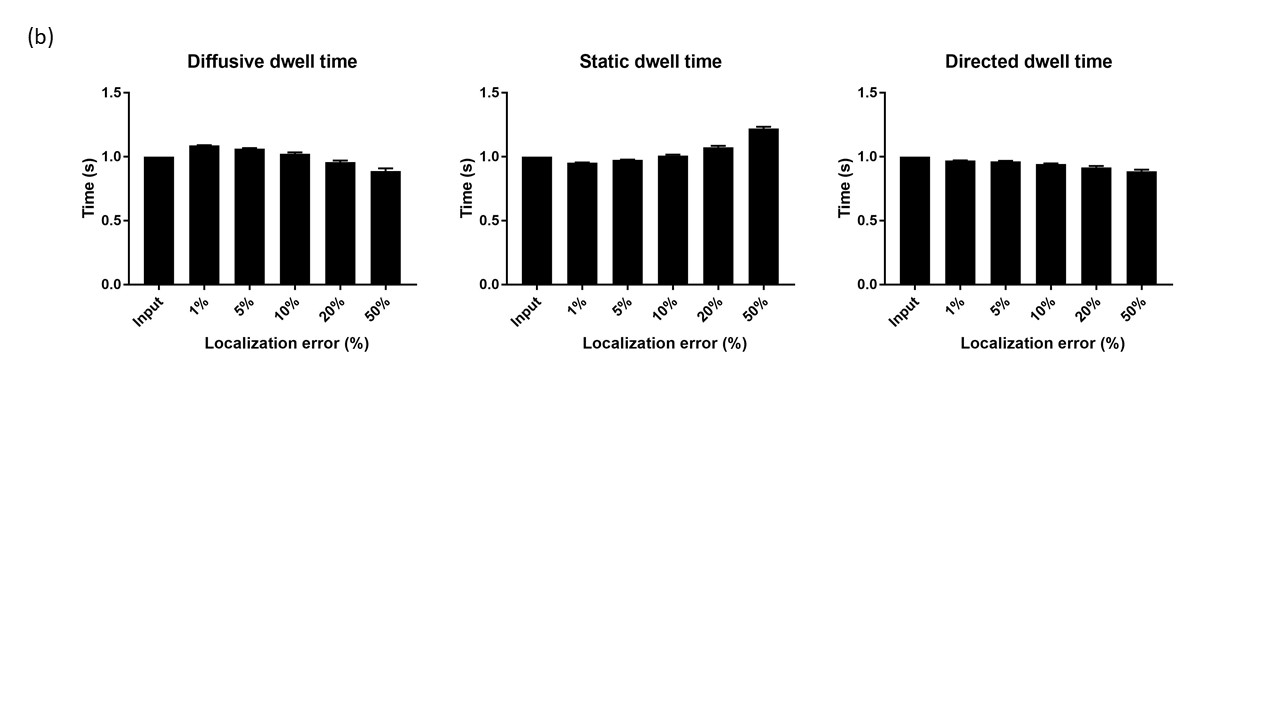 (b)
Diffusive dwell time
1.5
1.0
0.5
0.0
Time (s)
Input 1% 5% 10% 20% 50%
Localization error (%)
Static dwell time
1.5
1.0
0.5
0.0
Time (s)
Input 1% 5% 10% 20% 50%
Localization error (%)
Directed dwell time
1.5
1.0
0.5
0.0
Time (s)
Input 1% 5% 10% 20% 50%
Localization error (%)